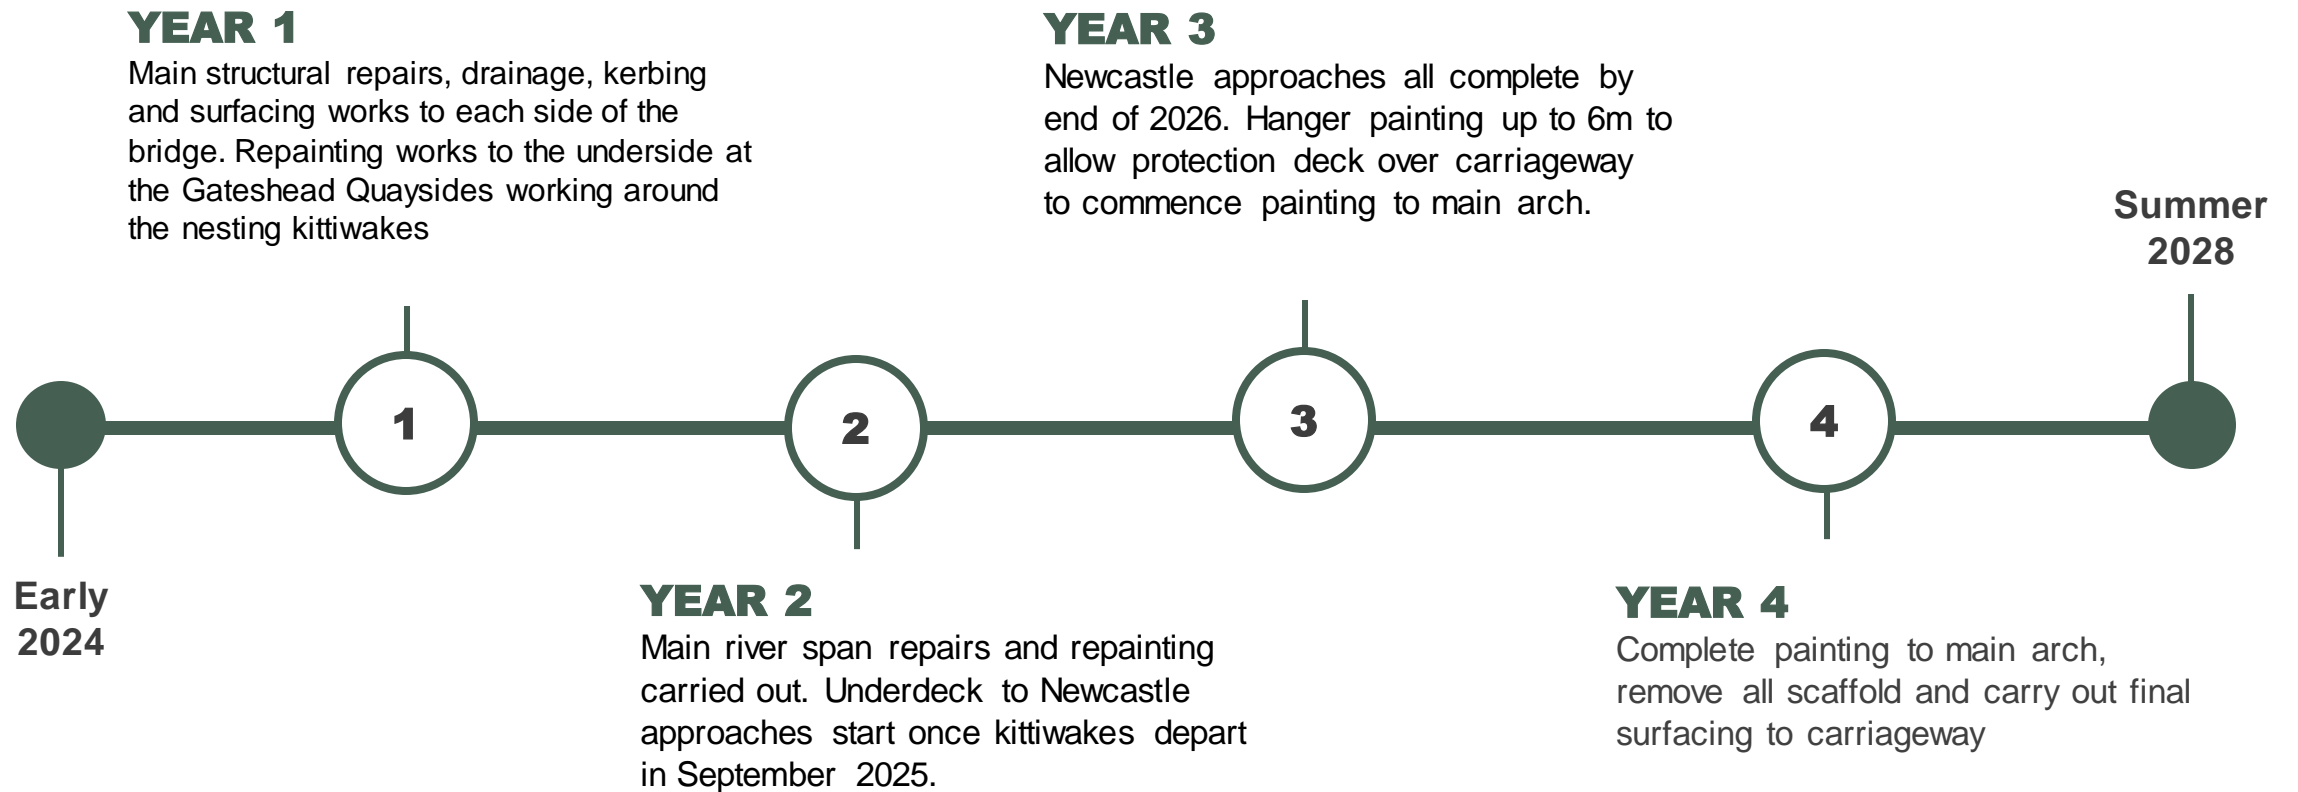 YEAR 1
Main structural repairs, drainage, kerbing
and surfacing works to each side of the
bridge. Repainting works to the underside at
the Gateshead Quaysides working around
the nesting kittiwakes
YEAR 3
Newcastle approaches all complete by
end of 2026. Hanger painting up to 6m to
allow protection deck over carriageway
to commence painting to main arch.
Summer
2028
1
2
3
4
Early
2024
YEAR 2
Main river span repairs and repainting
carried out. Underdeck to Newcastle
approaches start once kittiwakes depart
in September 2025.
YEAR 4
Complete painting to main arch,
remove all scaffold and carry out final
surfacing to carriageway